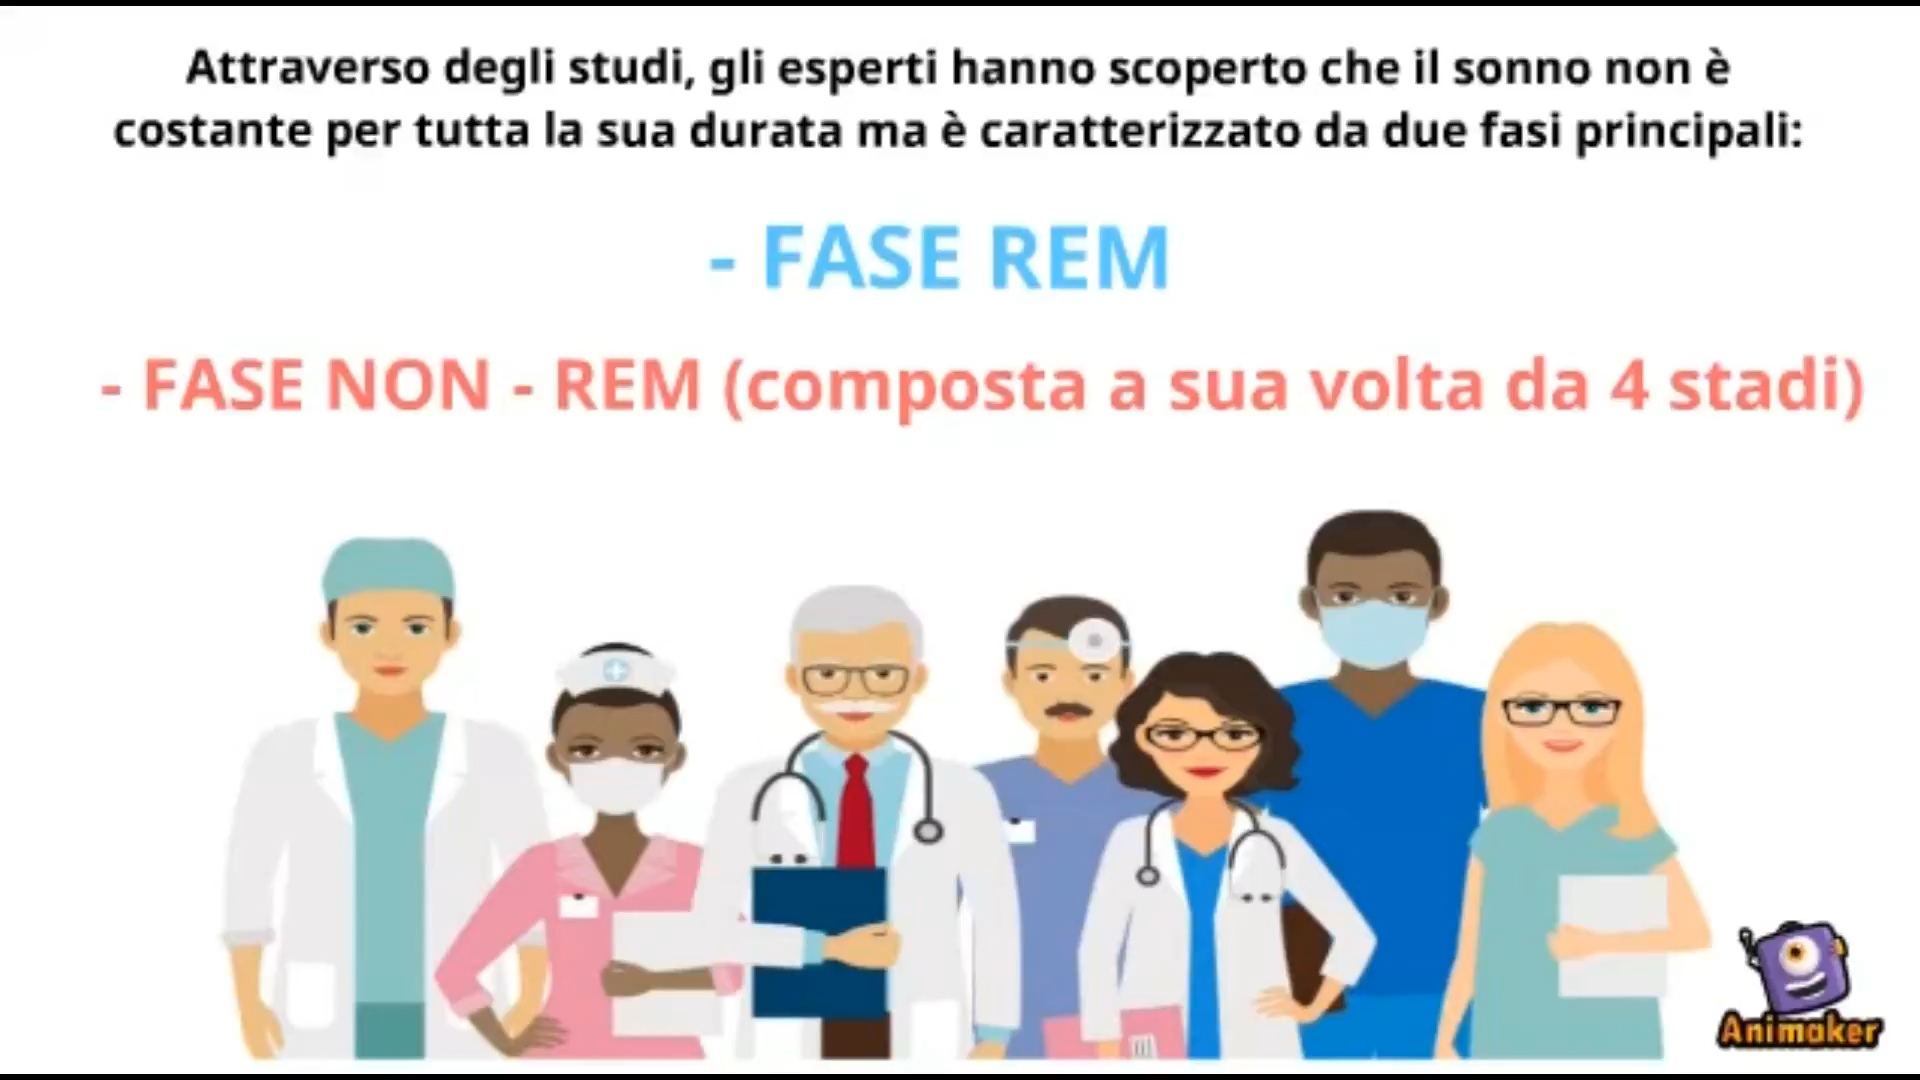 Attraverso degli studi, gli esperti hanno scoperto che il sonno non è
costante per tutta la sua durata ma è caratterizzato da due fasi principali:
- FASE REM
- FASE NON - REM (composta a sua volta da 4 stadi)
Animaker